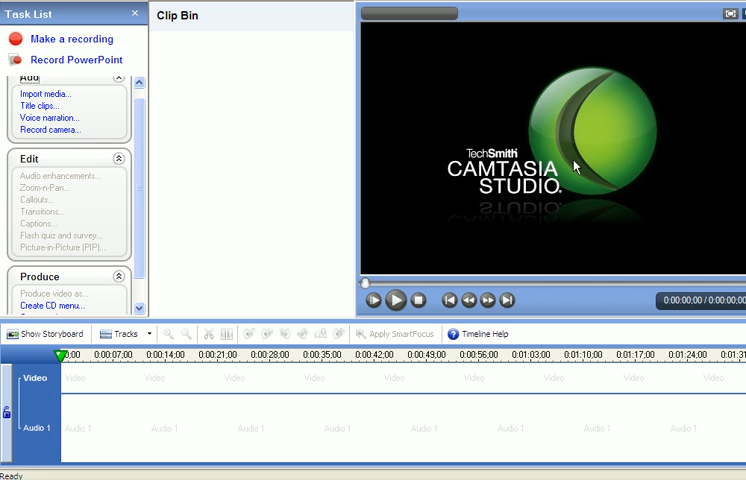 Task List
Make a recording
Record PowerPoint
Add
Import media...
Title clips...
Voice narration...
Record camera...
Edit
Audio enhancements...
Zoom-n-Pan...
Callouts...
Transitions...
Captions...
Flash quiz and survey...
Picture-in-Picture (PIP)...
Produce
Produce video as...
Create CD menu...
Clip Bin
TechSmith
CAMTASIA
STUDIO.
0:00:00;00 / 0:00:00;00
Show Storyboard
Tracks
Apply SmartFocus
Timeline Help
0:00:07;00 0:00:14;00 0:00:21;00 0:00:28;00 0:00:35;00 0:00:42;00 0:00:49;00 0:00:56;00 0:01:03;00 0:01:10;00 0:01:17;00 0:01:24;00 0:01:31
Video Video Video Video Video Video Video Video Video
Audio 1 Audio 1 Audio 1 Audio 1 Audio 1 Audio 1 Audio 1 Audio 1 Audio 1
Ready